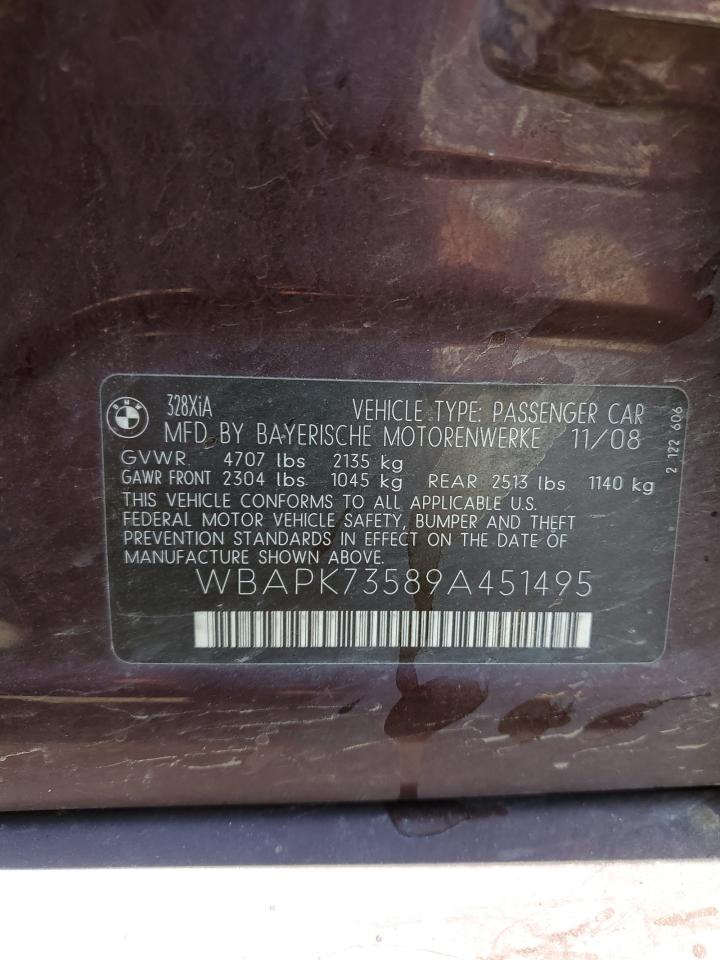 BMW
328XiA VEHICLE TYPE: PASSENGER CAR
MFD. BY BAYERISCHE MOTORENWERKE 11/08
GVWR 4707 lbs 2135 kg
GAWR FRONT 2304 lbs 1045 kg REAR 2513 lbs 1140 kg
THIS VEHICLE CONFORMS TO ALL APPLICABLE U.S.
FEDERAL MOTOR VEHICLE SAFETY, BUMPER AND THEFT
PREVENTION STANDARDS IN EFFECT ON THE DATE OF
MANUFACTURE SHOWN ABOVE.
WBAPK73589A451495
2 122 606